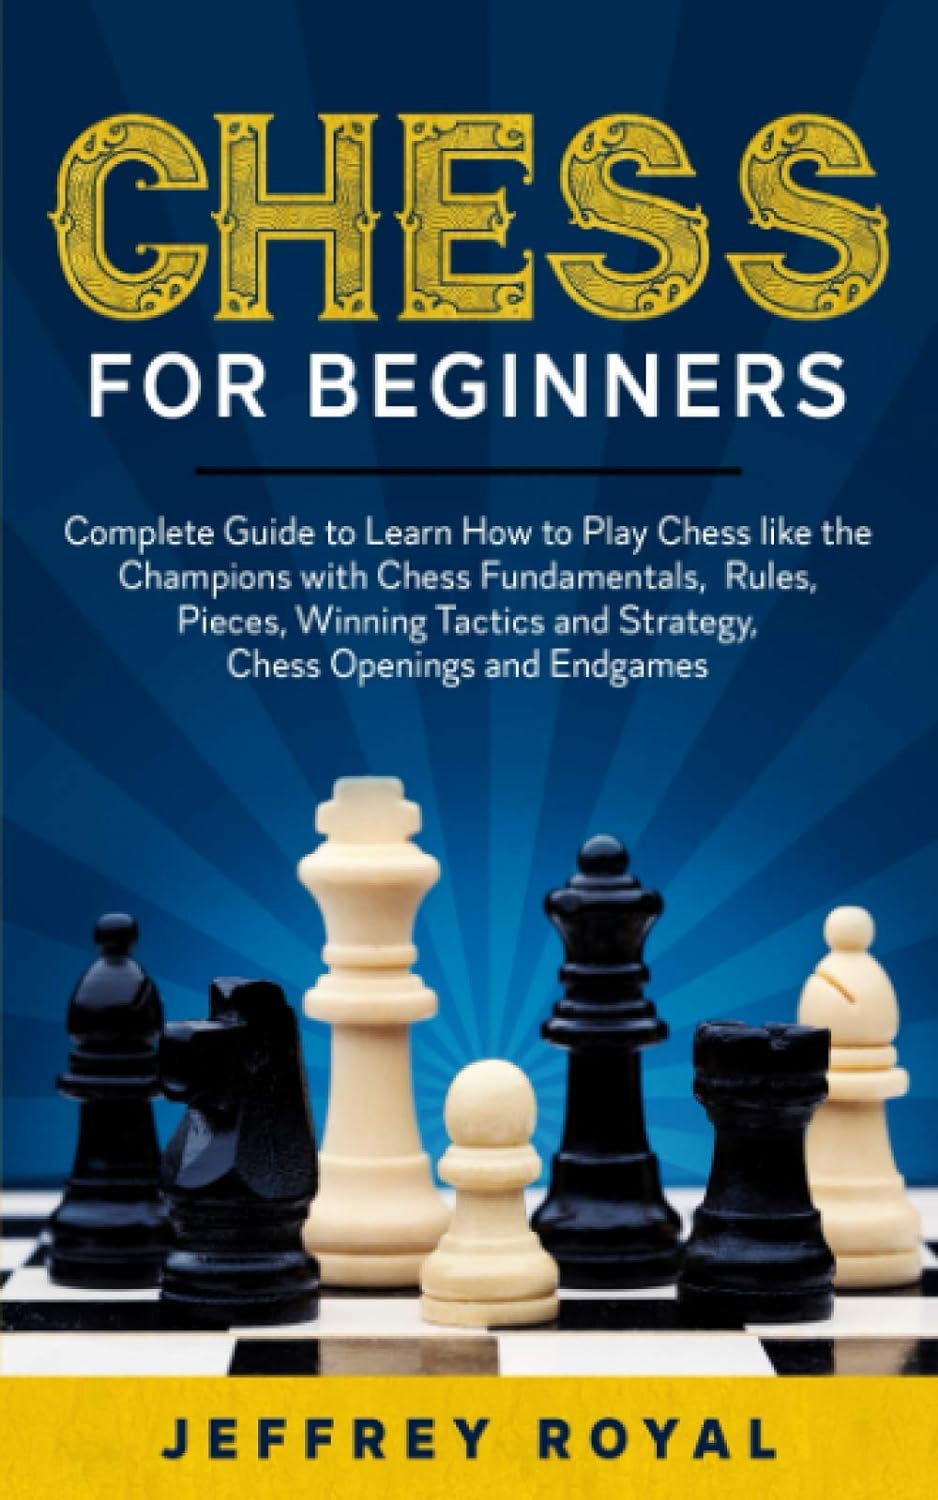 CHESS
FOR BEGINNERS
Complete Guide to Learn How to Play Chess like the
Champions with Chess Fundamentals, Rules,
Pieces, Winning Tactics and Strategy,
Chess Openings and Endgames
JEFFREY ROYAL